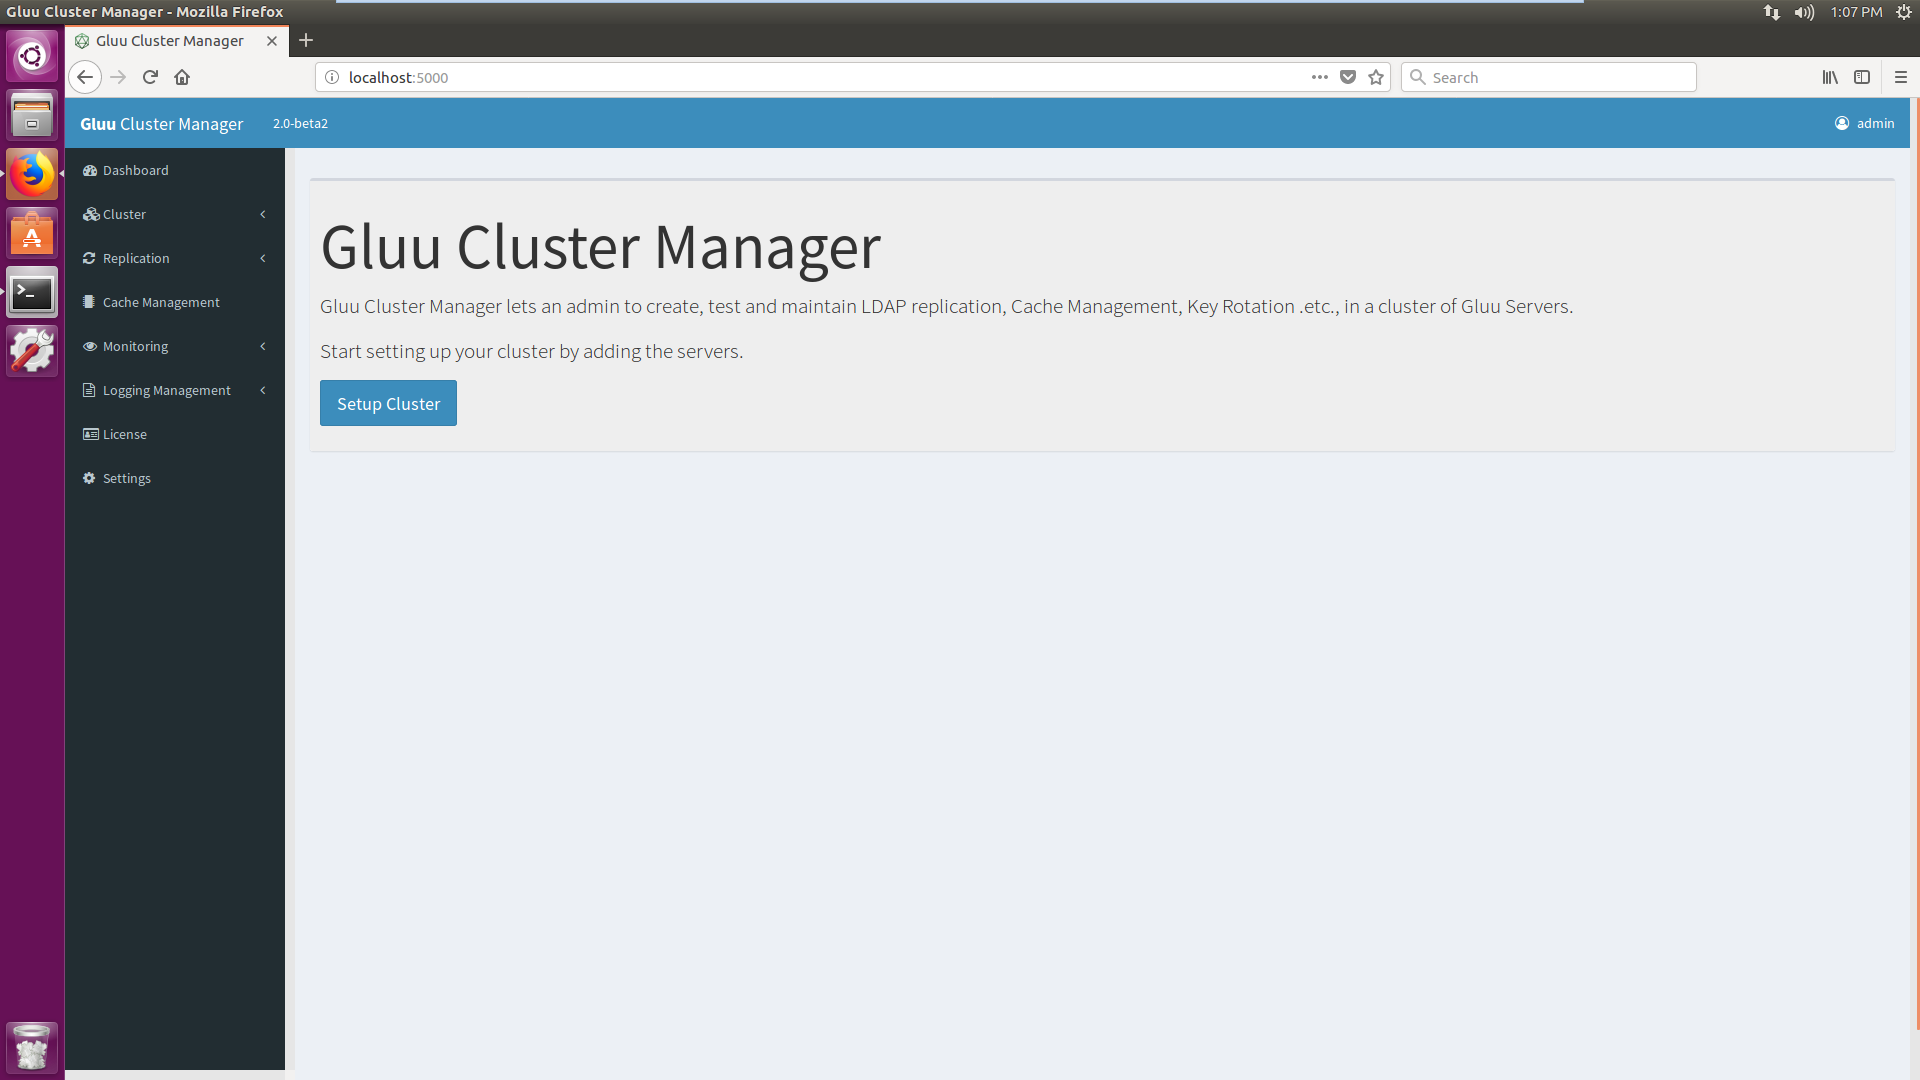 Gluu Cluster Manager - Mozilla Firefox
1:07 PM
Gluu Cluster Manager
localhost:5000
Search
Gluu Cluster Manager
2.0-beta2
admin
Dashboard
Cluster
Replication
Cache Management
Monitoring
Logging Management
License
Settings
Gluu Cluster Manager
Gluu Cluster Manager lets an admin to create, test and maintain LDAP replication, Cache Management, Key Rotation .etc., in a cluster of Gluu Servers.
Start setting up your cluster by adding the servers.
Setup Cluster